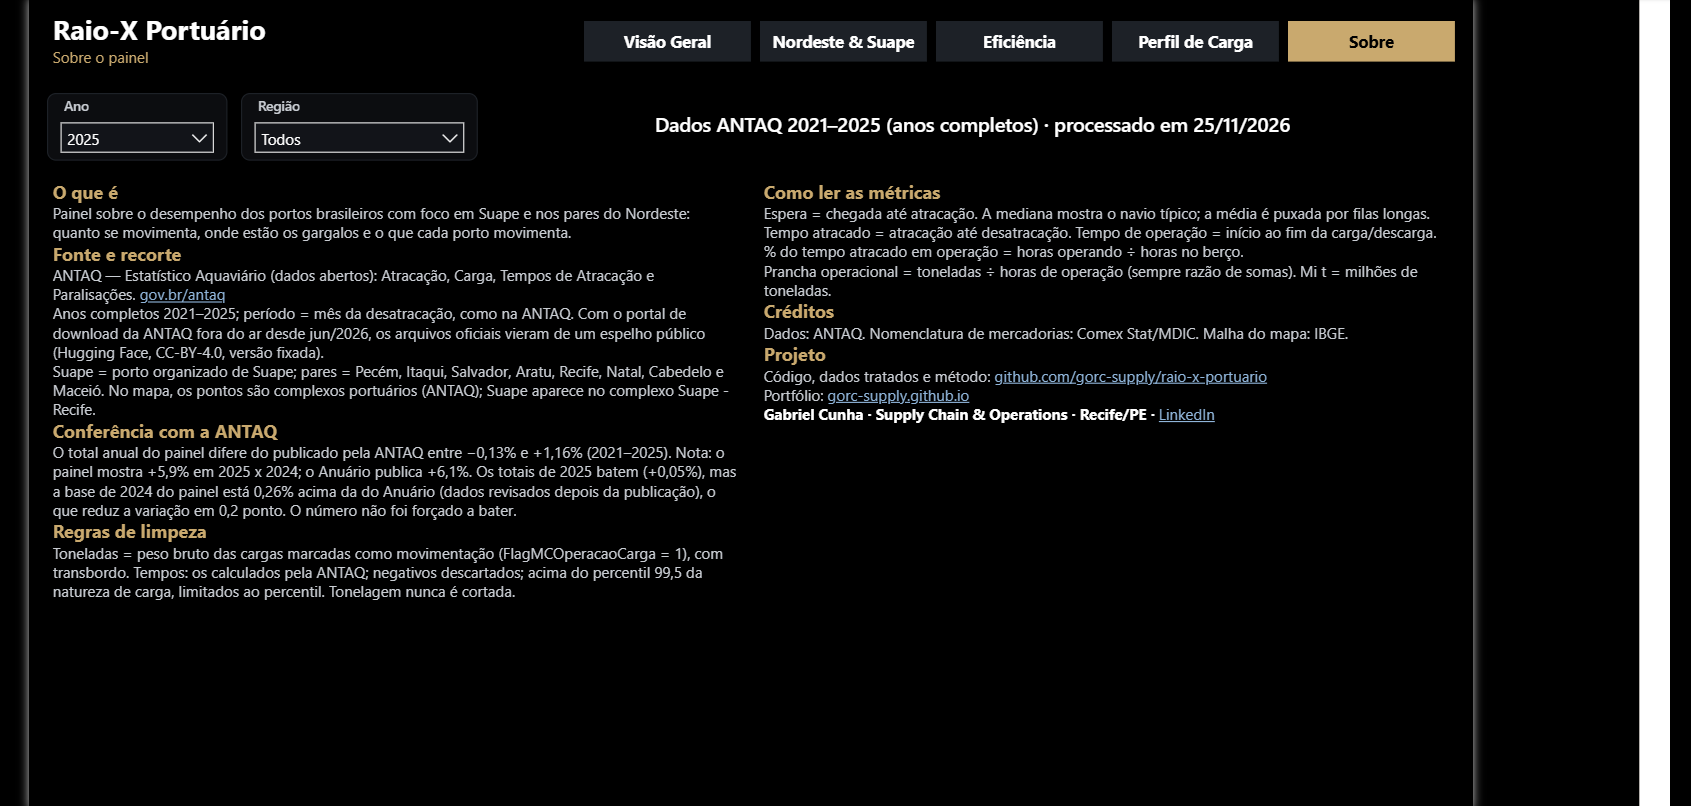 Raio-X Portuário
Sobre o painel
Visão Geral
Nordeste & Suape
Eficiência
Perfil de Carga
Sobre
Ano
2025
Região
Todos
Dados ANTAQ 2021–2025 (anos completos) · processado em 25/11/2026
O que é
Painel sobre o desempenho dos portos brasileiros com foco em Suape e nos pares do Nordeste:
quanto se movimenta, onde estão os gargalos e o que cada porto movimenta.
Fonte e recorte
ANTAQ — Estatístico Aquaviário (dados abertos): Atracação, Carga, Tempos de Atracação e
Paralisações. gov.br/antaq
Anos completos 2021–2025; período = mês da desatracação, como na ANTAQ. Com o portal de
download da ANTAQ fora do ar desde jun/2026, os arquivos oficiais vieram de um espelho público
(Hugging Face, CC-BY-4.0, versão fixada).
Suape = porto organizado de Suape; pares = Pecém, Itaqui, Salvador, Aratu, Recife, Natal, Cabedelo e
Maceió. No mapa, os pontos são complexos portuários (ANTAQ); Suape aparece no complexo Suape -
Recife.
Conferência com a ANTAQ
O total anual do painel difere do publicado pela ANTAQ entre −0,13% e +1,16% (2021–2025). Nota: o
painel mostra +5,9% em 2025 x 2024; o Anuário publica +6,1%. Os totais de 2025 batem (+0,05%), mas
a base de 2024 do painel está 0,26% acima da do Anuário (dados revisados depois da publicação), o
que reduz a variação em 0,2 ponto. O número não foi forçado a bater.
Regras de limpeza
Toneladas = peso bruto das cargas marcadas como movimentação (FlagMCOperacaoCarga = 1), com
transbordo. Tempos: os calculados pela ANTAQ; negativos descartados; acima do percentil 99,5 da
natureza de carga, limitados ao percentil. Tonelagem nunca é cortada.
Como ler as métricas
Espera = chegada até atracação. A mediana mostra o navio típico; a média é puxada por filas longas.
Tempo atracado = atracação até desatracação. Tempo de operação = início ao fim da carga/descarga.
% do tempo atracado em operação = horas operando ÷ horas no berço.
Prancha operacional = toneladas ÷ horas de operação (sempre razão de somas). Mi t = milhões de
toneladas.
Créditos
Dados: ANTAQ. Nomenclatura de mercadorias: Comex Stat/MDIC. Malha do mapa: IBGE.
Projeto
Código, dados tratados e método: github.com/gorc-supply/raio-x-portuario
Portfólio: gorc-supply.github.io
Gabriel Cunha · Supply Chain & Operations · Recife/PE · LinkedIn